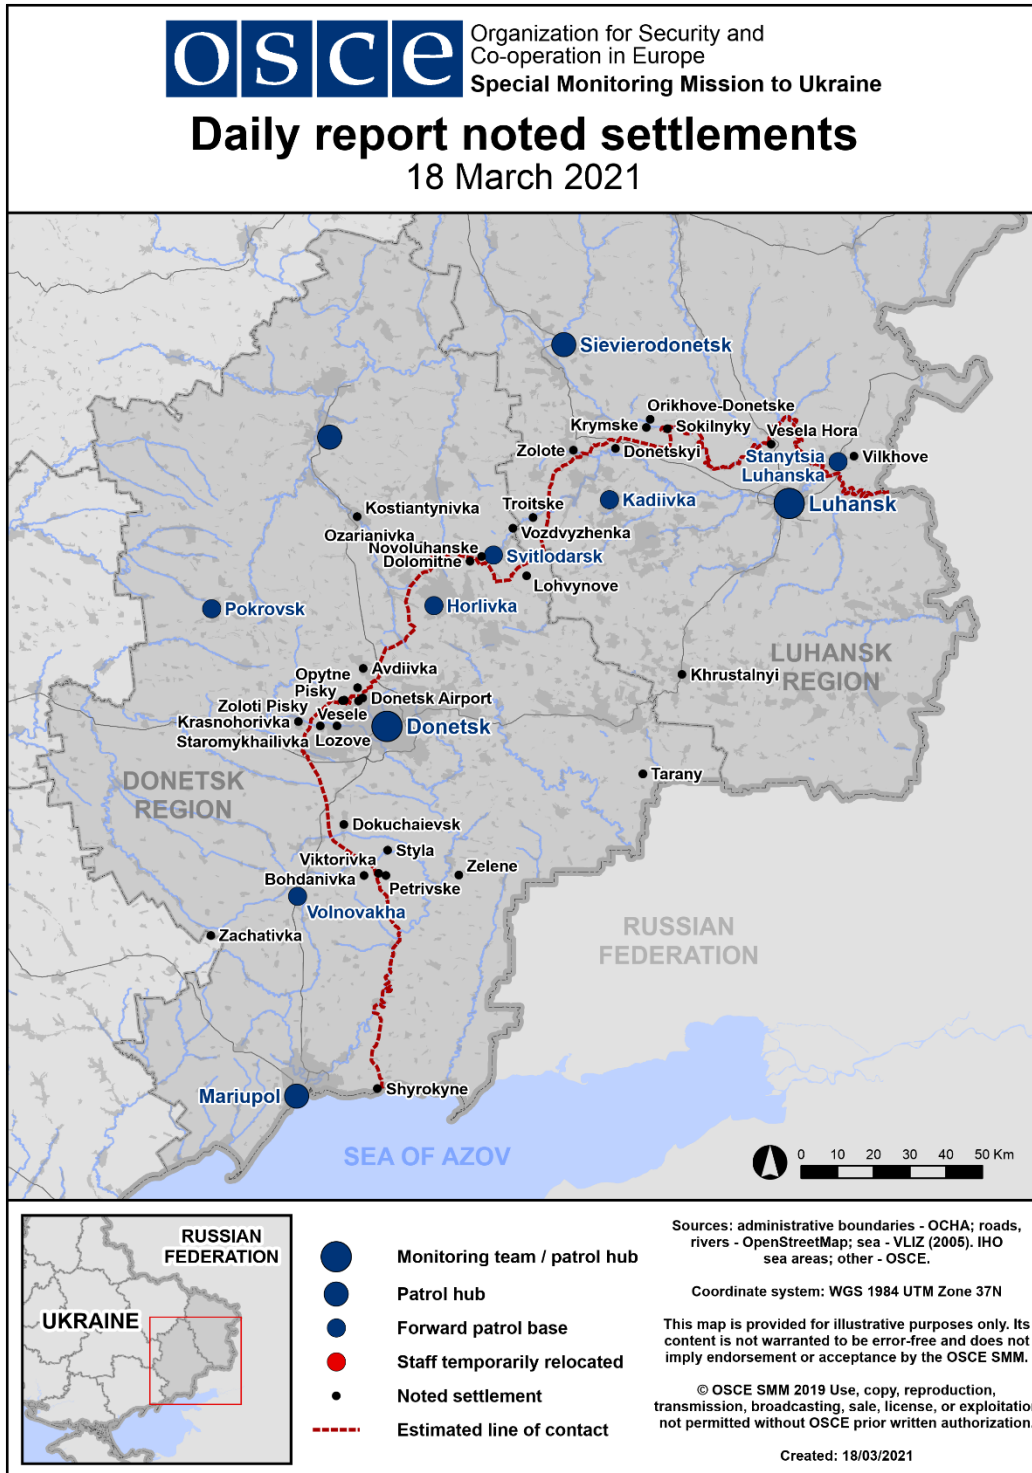 osce
Organization for Security and
Co-operation in Europe
Special Monitoring Mission to Ukraine
Daily report noted settlements
18 March 2021
Sievierodonetsk
Orikhove-Donetske
Krymske
Sokilnyky
Vesela Hora
Zolote
Donetskyi
Stanytsia
Luhanska
Vilkhove
Kadiivka
Luhansk
Kostiantynivka
Troitske
Ozarianivka
Vozdvyzhenka
Novoluhanske
Svitlodarsk
Dolomitne
Lohvynove
Pokrovsk
Horlivka
LUHANSK
REGION
Avdiivka
Khrustalnyi
Opytne
Pisky
Donetsk Airport
Zoloti Pisky
Vesele
Krasnohorivka
Donetsk
Staromykhailivka
Lozove
DONETSK
REGION
Tarany
Dokuchaievsk
Styla
Viktorivka
Zelene
Bohdanivka
Petrivske
Volnovakha
RUSSIAN
FEDERATION
Zachativka
Mariupol
Shyrokyne
SEA OF AZOV
0 10 20 30 40 50 Km
RUSSIAN
FEDERATION
UKRAINE
Monitoring team / patrol hub
Patrol hub
Forward patrol base
Staff temporarily relocated
Noted settlement
Estimated line of contact
Sources: administrative boundaries - OCHA; roads,
rivers - OpenStreetMap; sea - VLIZ (2005). IHO
sea areas; other - OSCE.
Coordinate system: WGS 1984 UTM Zone 37N
This map is provided for illustrative purposes only. Its
content is not warranted to be error-free and does not
imply endorsement or acceptance by the OSCE SMM.
© OSCE SMM 2019 Use, copy, reproduction,
transmission, broadcasting, sale, license, or exploitation
not permitted without OSCE prior written authorization.
Created: 18/03/2021